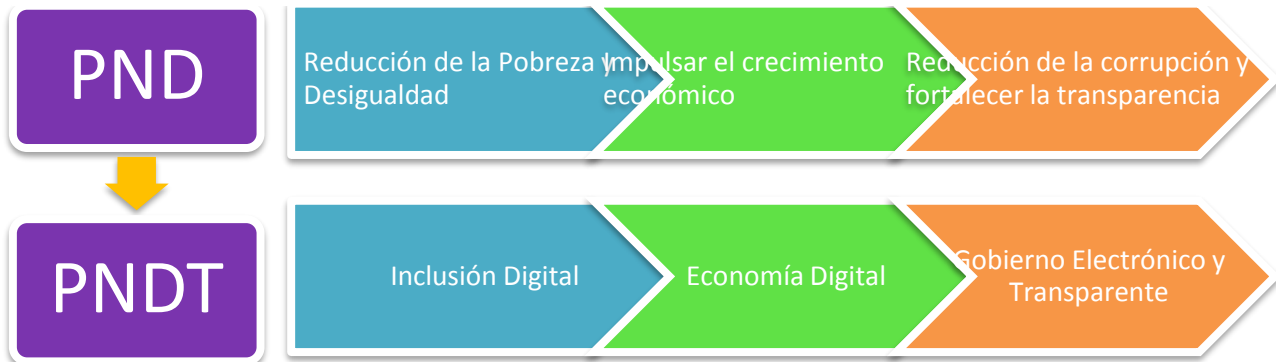 PND
Reducción de la Pobreza y
Desigualdad
Impulsar el crecimiento
económico
Reducción de la corrupción y
fortalecer la transparencia
PNDT
Inclusión Digital
Economía Digital
Gobierno Electrónico y
Transparente